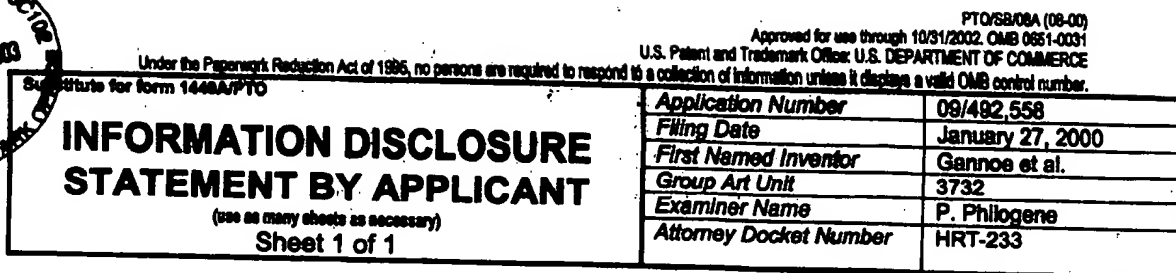 PTO/SB/08A (08-00)
Approved for use through 10/31/2002. OMB 0651-0031
U.S. Patent and Trademark Office: U.S. DEPARTMENT OF COMMERCE
Under the Paperwork Reduction Act of 1995, no persons are required to respond to a collection of information unless it displays a valid OMB control number.
Substitute for form 1449A/PTO
INFORMATION DISCLOSURE
STATEMENT BY APPLICANT
(use as many sheets as necessary)
Sheet 1 of 1
Application Number 09/492,558
Filing Date January 27, 2000
First Named Inventor Gannoe et al.
Group Art Unit 3732
Examiner Name P. Philogene
Attorney Docket Number HRT-233